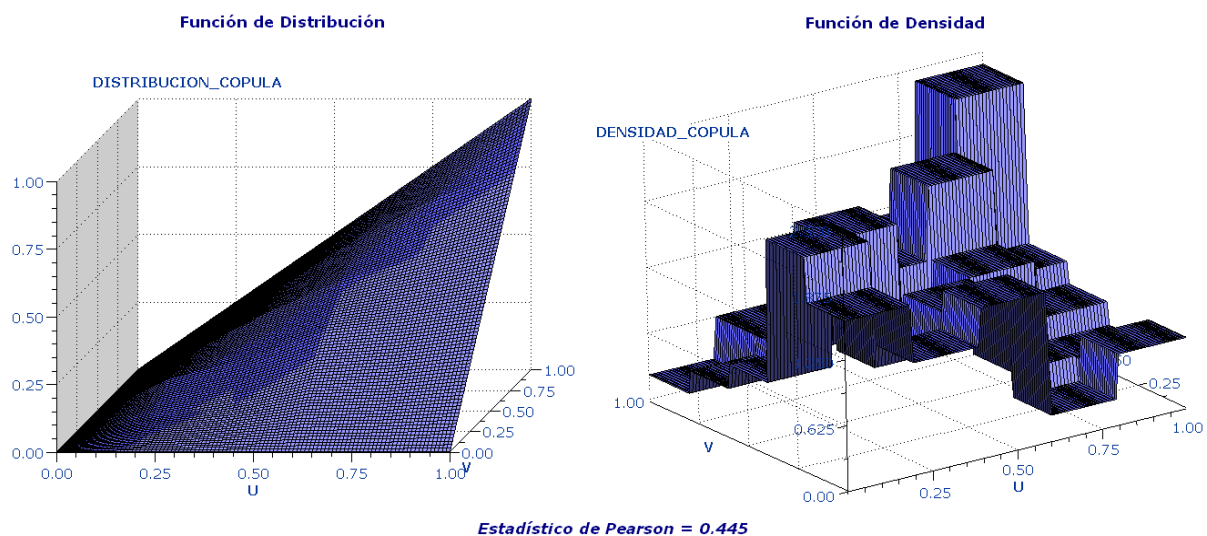 Función de Distribución
DISTRIBUCION_COPULA
1.00
0.75
0.50
0.25
0.00
0.00
0.25
0.50
0.75
1.00
U
0.00
0.25
0.50
0.75
1.00
V
Función de Densidad
DENSIDAD_COPULA
1.00
V
0.00
0.625
0.25
0.50
0.75
1.00
U
0.25
Estadístico de Pearson = 0.445